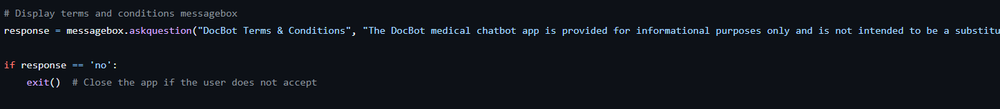 # Display terms and conditions messagebox
response = messagebox.askquestion("DocBot Terms & Conditions", "The DocBot medical chatbot app is provided for informational purposes only and is not intended to be a substitu
if response == 'no':
    exit()  # Close the app if the user does not accept